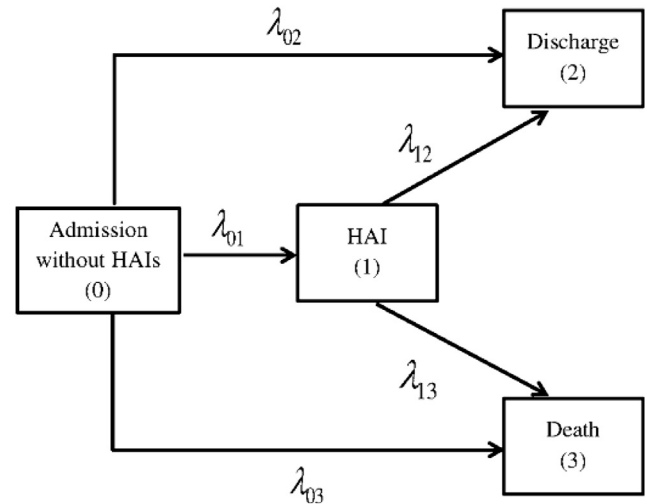 λ02
Discharge
(2)
λ12
Admission
without HAIs
(0)
λ01
HAI
(1)
λ13
Death
(3)
λ03